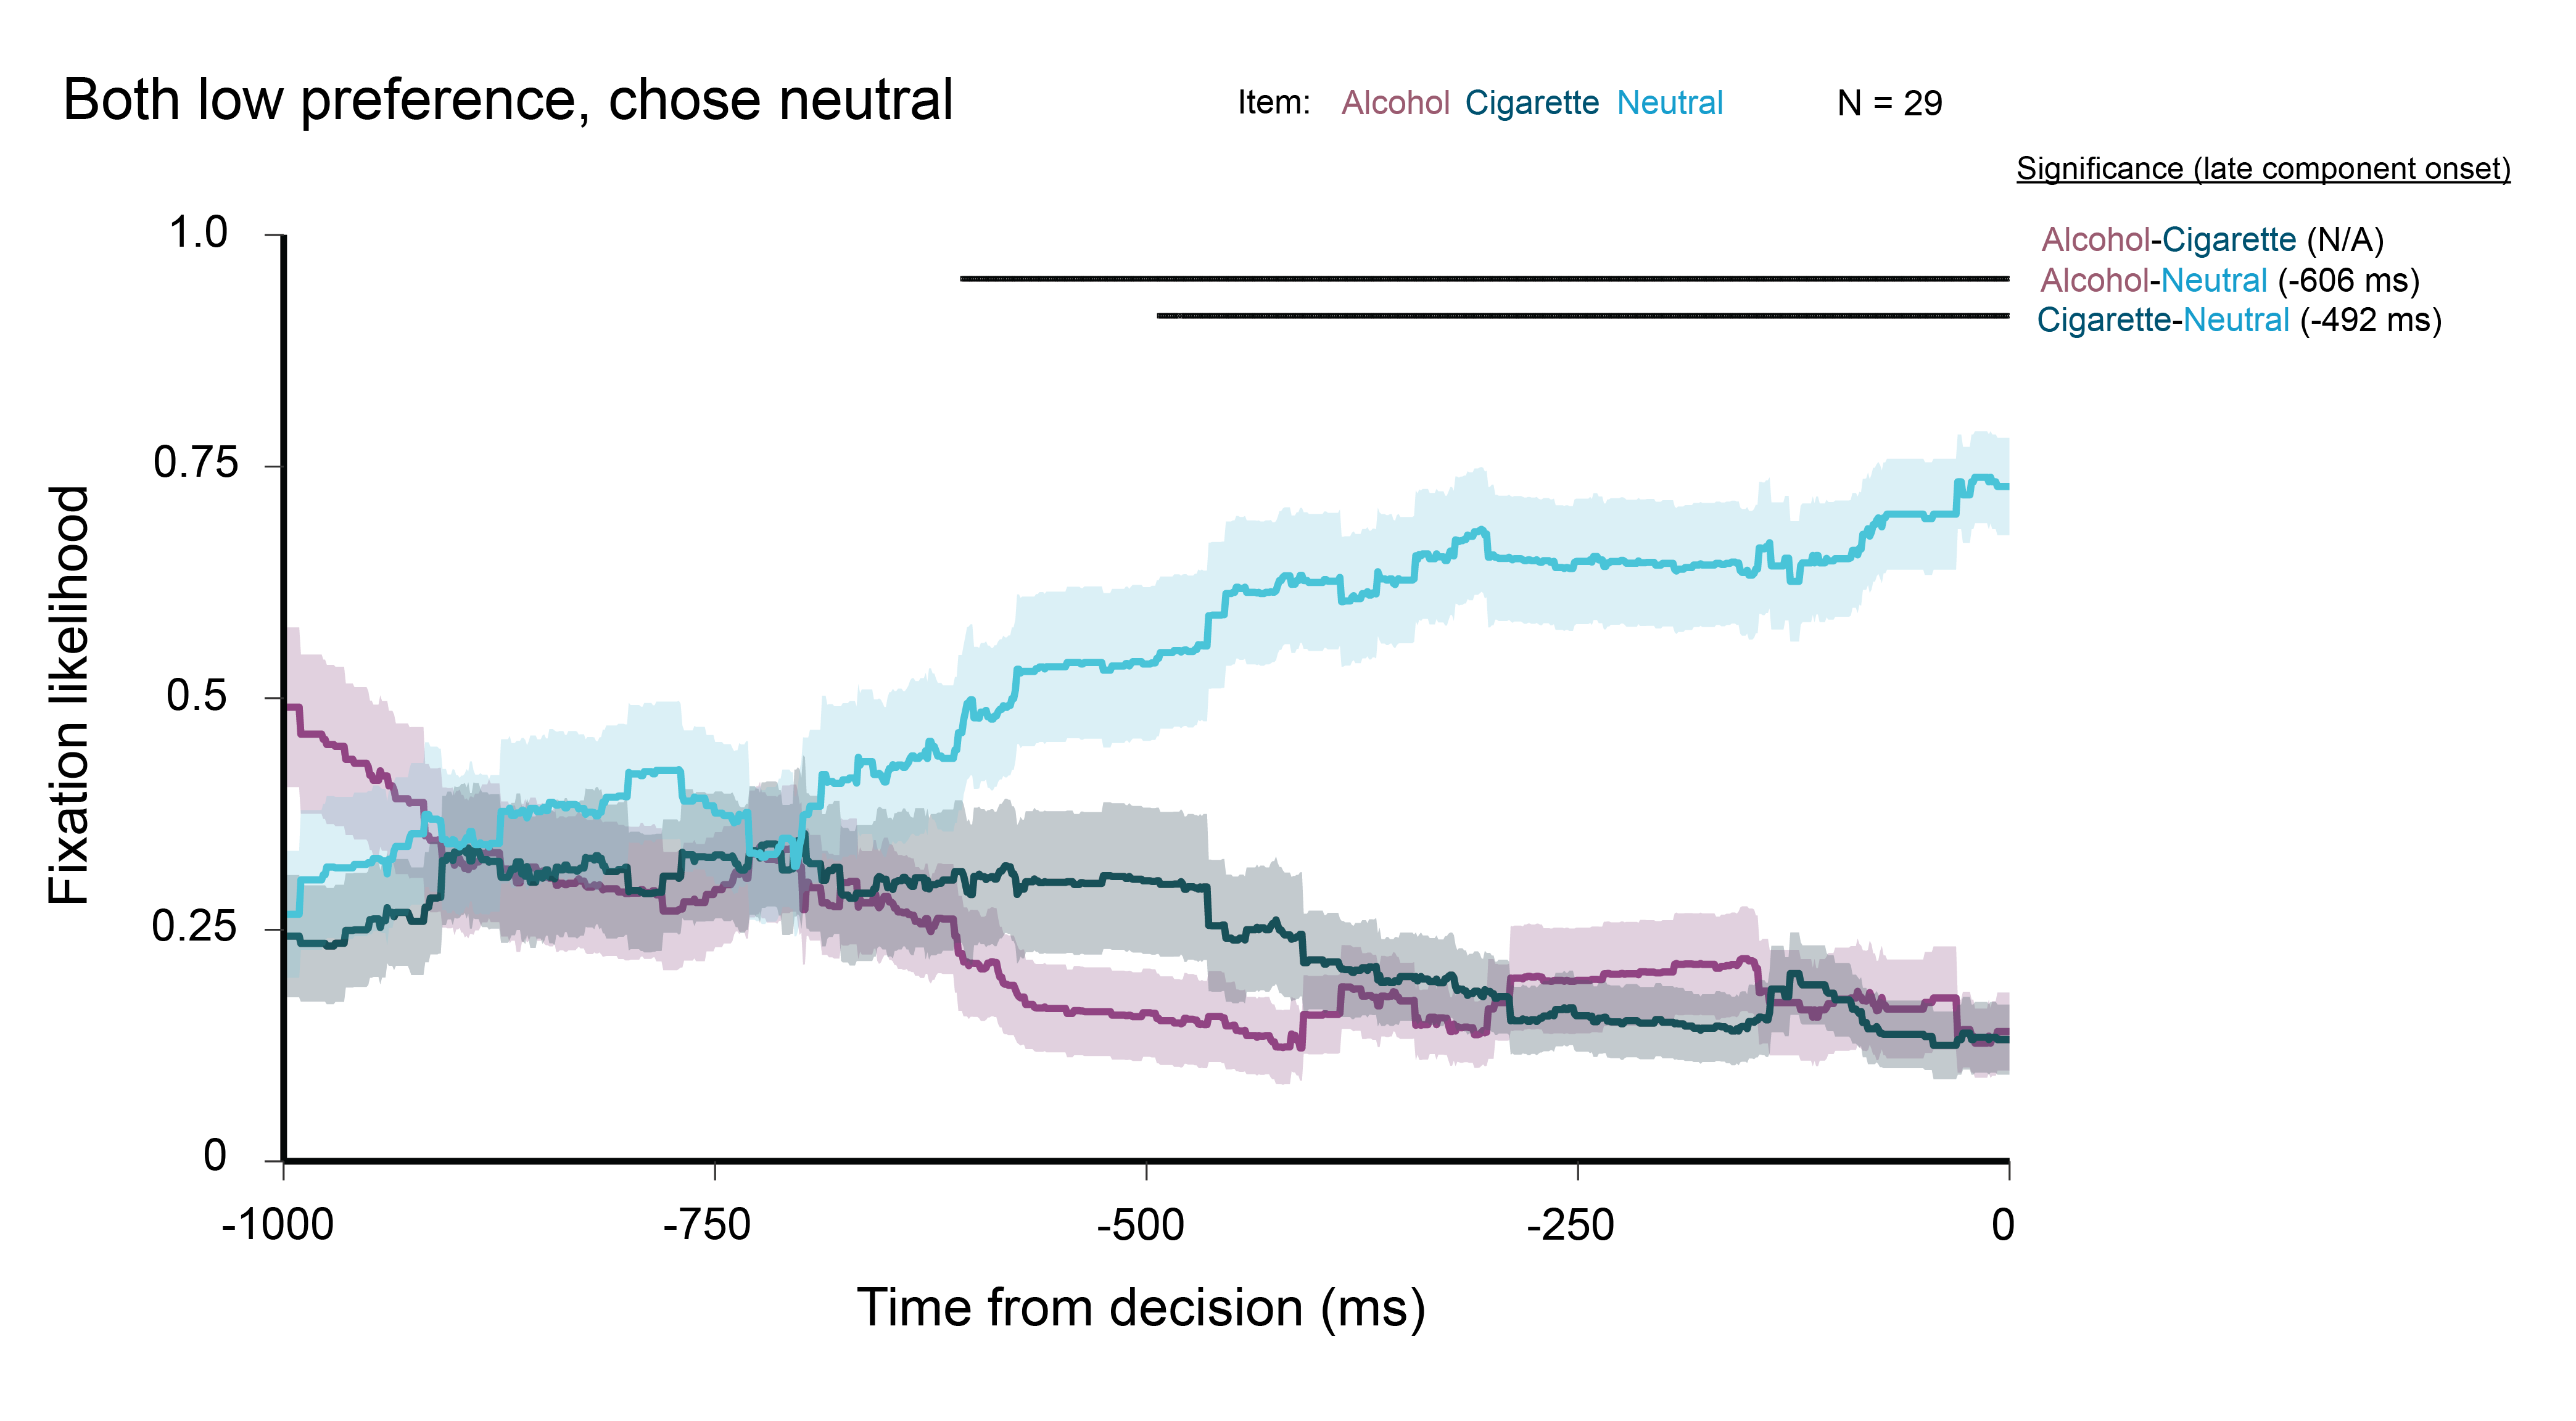 Both low preference, chose neutral
Item: Alcohol Cigarette Neutral N = 29
Significance (late component onset)
Alcohol-Cigarette (N/A)
Alcohol-Neutral (-606 ms)
Cigarette-Neutral (-492 ms)
1.0
0.75
0.5
0.25
0
Fixation likelihood
-1000 -750 -500 -250 0
Time from decision (ms)